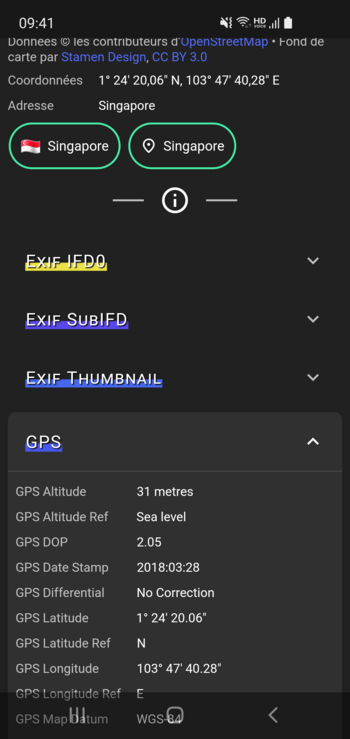 09:41
Données © les contributeurs d'OpenStreetMap • Fond de
carte par Stamen Design, CC BY 3.0
Coordonnées 1° 24' 20,06" N, 103° 47' 40,28" E
Adresse Singapore
Singapore Singapore
Exif IFD0
Exif SubIFD
Exif Thumbnail
GPS
GPS Altitude 31 metres
GPS Altitude Ref Sea level
GPS DOP 2.05
GPS Date Stamp 2018:03:28
GPS Differential No Correction
GPS Latitude 1° 24' 20.06"
GPS Latitude Ref N
GPS Longitude 103° 47' 40.28"
GPS Longitude Ref E
GPS Map Datum WGS-84